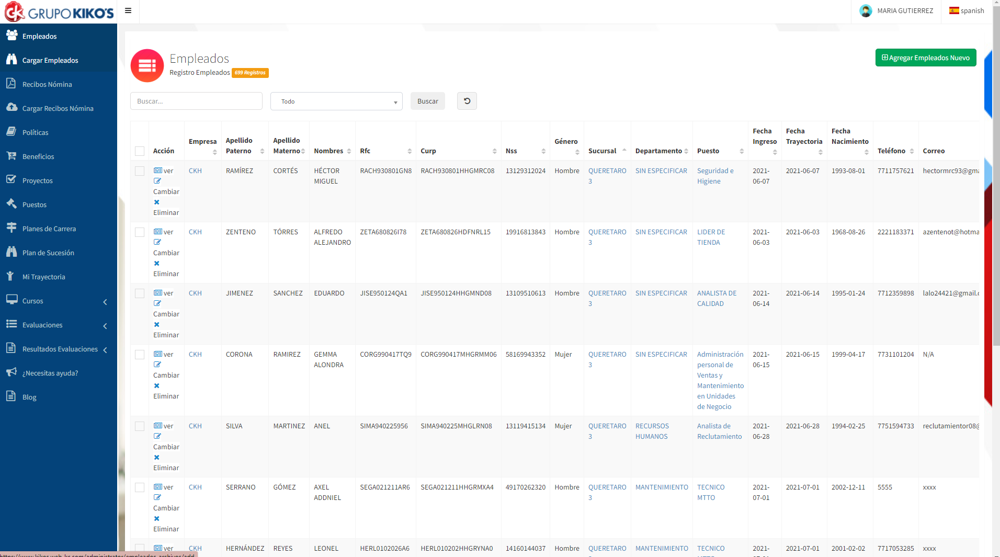 GRUPO KIKO'S
MARIA GUTIERREZ
spanish
Empleados
Cargar Empleados
Recibos Nómina
Cargar Recibos Nómina
Políticas
Beneficios
Proyectos
Puestos
Planes de Carrera
Plan de Sucesión
Mi Trayectoria
Cursos
Evaluaciones
Resultados Evaluaciones
¿Necesitas ayuda?
Blog
Empleados
Registro Empleados 699 Registros
Agregar Empleados Nuevo
Buscar...
Todo
Buscar
Acción Empresa Apellido Paterno Apellido Materno Nombres Rfc Curp Nss Género Sucursal Departamento Puesto Fecha Ingreso Fecha Trayectoria Fecha Nacimiento Teléfono Correo
ver Cambiar Eliminar CKH RAMÍREZ CORTÉS HÉCTOR MIGUEL RACH930801GN8 RACH930801HHGMRC08 13129312024 Hombre QUERETARO 3 SIN ESPECIFICAR Seguridad e Higiene 2021-06-07 2021-06-07 1993-08-01 7711757621 hectormrc93@gma
ver Cambiar Eliminar CKH ZENTENO TÓRRES ALFREDO ALEJANDRO ZETA680826I78 ZETA680826HDFNRL15 19916813843 Hombre QUERETARO 3 SIN ESPECIFICAR LIDER DE TIENDA 2021-06-03 2021-06-03 1968-08-26 2221183371 azentenot@hotma
ver Cambiar Eliminar CKH JIMENEZ SANCHEZ EDUARDO JISE950124QA1 JISE950124HHGMND08 13109510613 Hombre QUERETARO 3 SIN ESPECIFICAR ANALISTA DE CALIDAD 2021-06-14 2021-06-14 1995-01-24 7712359898 lalo24421@gmail.c
ver Cambiar Eliminar CKH CORONA RAMIREZ GEMMA ALONDRA CORG990417TQ9 CORG990417MHGRMM06 58169943352 Mujer QUERETARO 3 SIN ESPECIFICAR Administración personal de Ventas y Mantenimiento en Unidades de Negocio 2021-06-15 2021-06-15 1999-04-17 7731101204 N/A
ver Cambiar Eliminar CKH SILVA MARTINEZ ANEL SIMA940225956 SIMA940225MHGLRN08 13119415134 Mujer QUERETARO 3 RECURSOS HUMANOS Analista de Reclutamiento 2021-06-28 2021-06-28 1994-02-25 7751594733 reclutamientor08@
ver Cambiar Eliminar CKH SERRANO GÓMEZ AXEL ADDNIEL SEGA021211AR6 SEGA021211HHGRMXA4 49170262320 Hombre QUERETARO 3 MANTENIMIENTO TECNICO MTTO 2021-07-01 2021-07-01 2002-12-11 5555 xxxx
ver CKH HERNÁNDEZ REYES LEONEL HERL0102026A6 HERL010202HHGRYNA0 14160144037 Hombre QUERETARO MANTENIMIENTO TECNICO 2021- 2021-07-01 2001-02-02 7717053285 xxxx